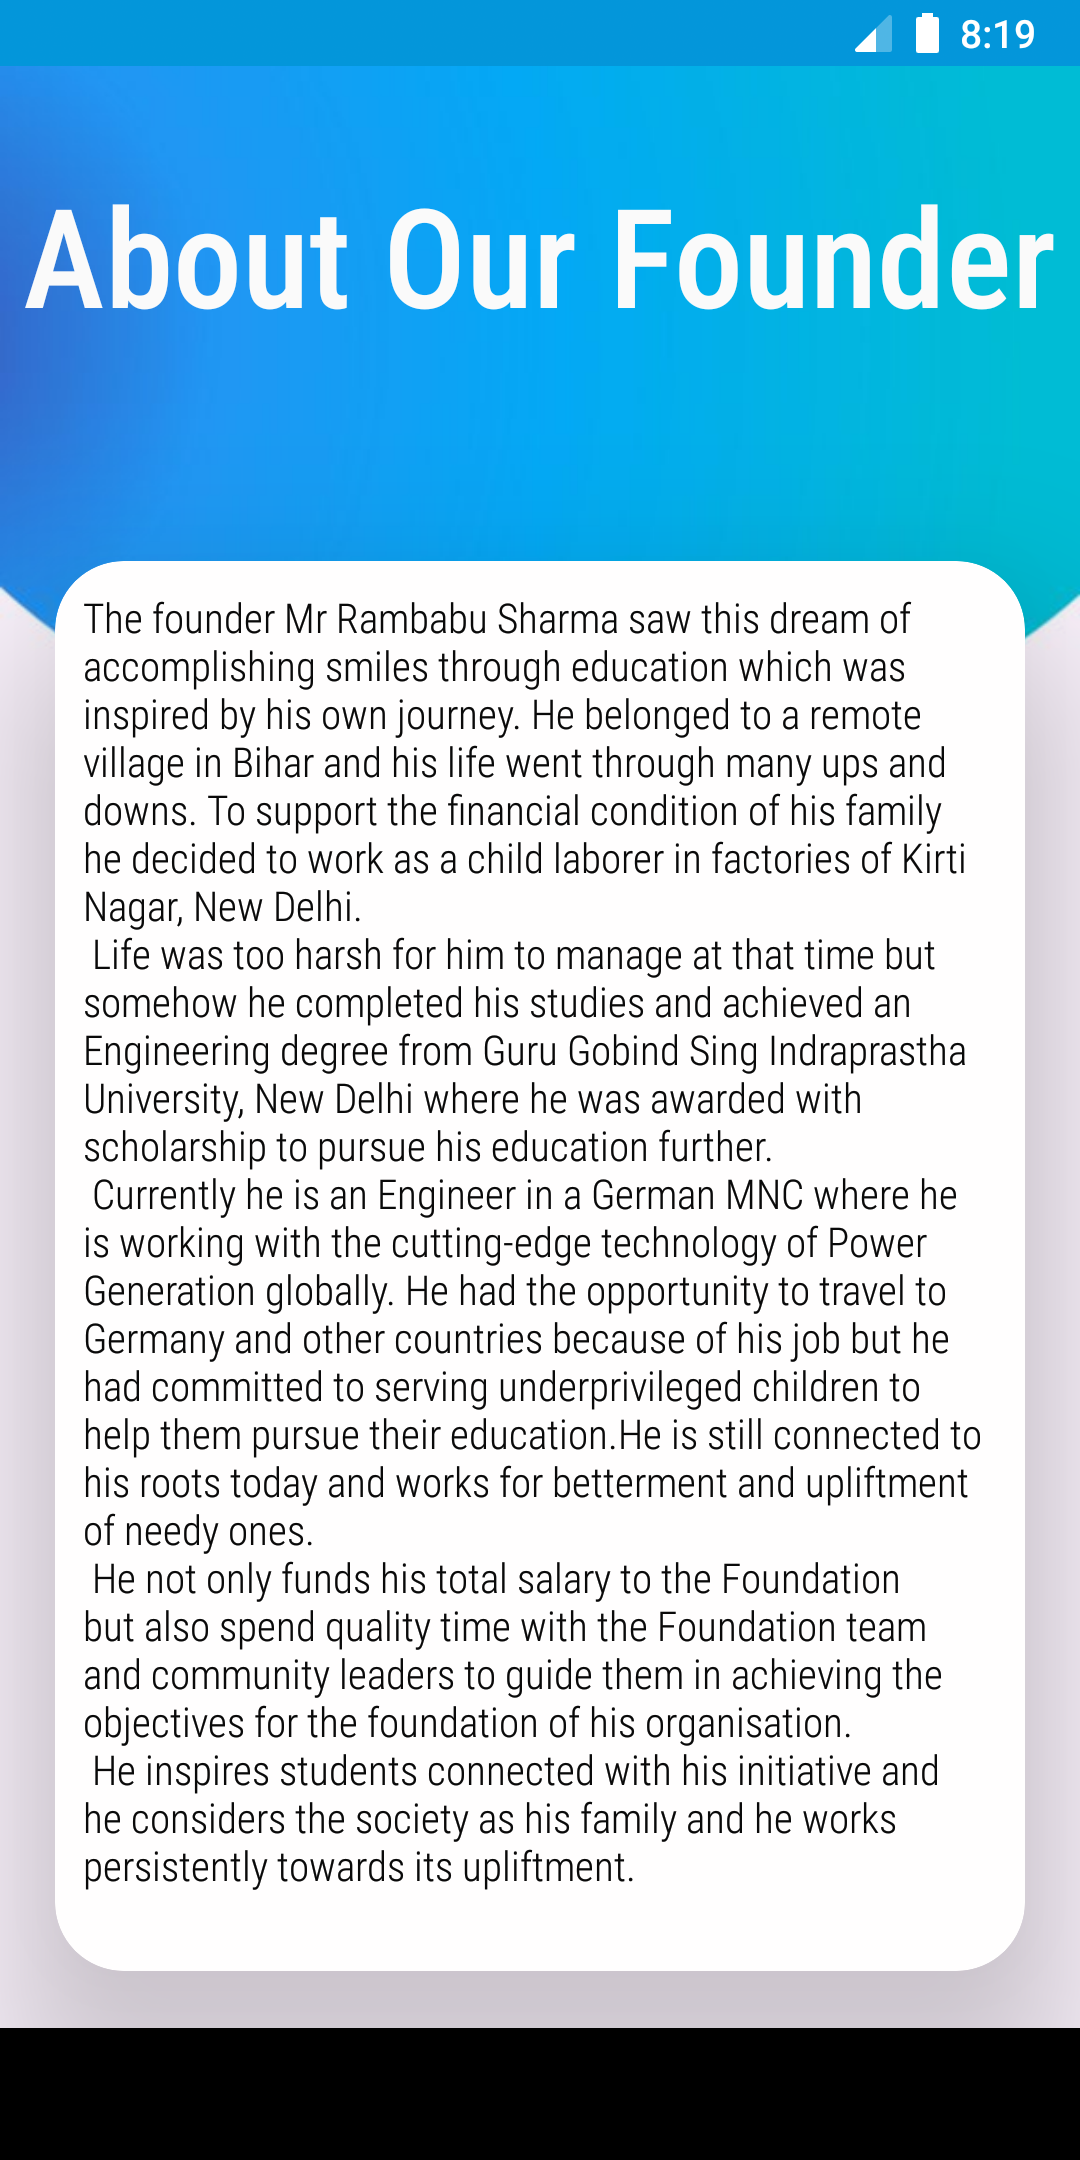 8:19
About Our Founder
The founder Mr Rambabu Sharma saw this dream of
accomplishing smiles through education which was
inspired by his own journey. He belonged to a remote
village in Bihar and his life went through many ups and
downs. To support the financial condition of his family
he decided to work as a child laborer in factories of Kirti
Nagar, New Delhi.
Life was too harsh for him to manage at that time but
somehow he completed his studies and achieved an
Engineering degree from Guru Gobind Sing Indraprastha
University, New Delhi where he was awarded with
scholarship to pursue his education further.
Currently he is an Engineer in a German MNC where he
is working with the cutting-edge technology of Power
Generation globally. He had the opportunity to travel to
Germany and other countries because of his job but he
had committed to serving underprivileged children to
help them pursue their education.He is still connected to
his roots today and works for betterment and upliftment
of needy ones.
He not only funds his total salary to the Foundation
but also spend quality time with the Foundation team
and community leaders to guide them in achieving the
objectives for the foundation of his organisation.
He inspires students connected with his initiative and
he considers the society as his family and he works
persistently towards its upliftment.